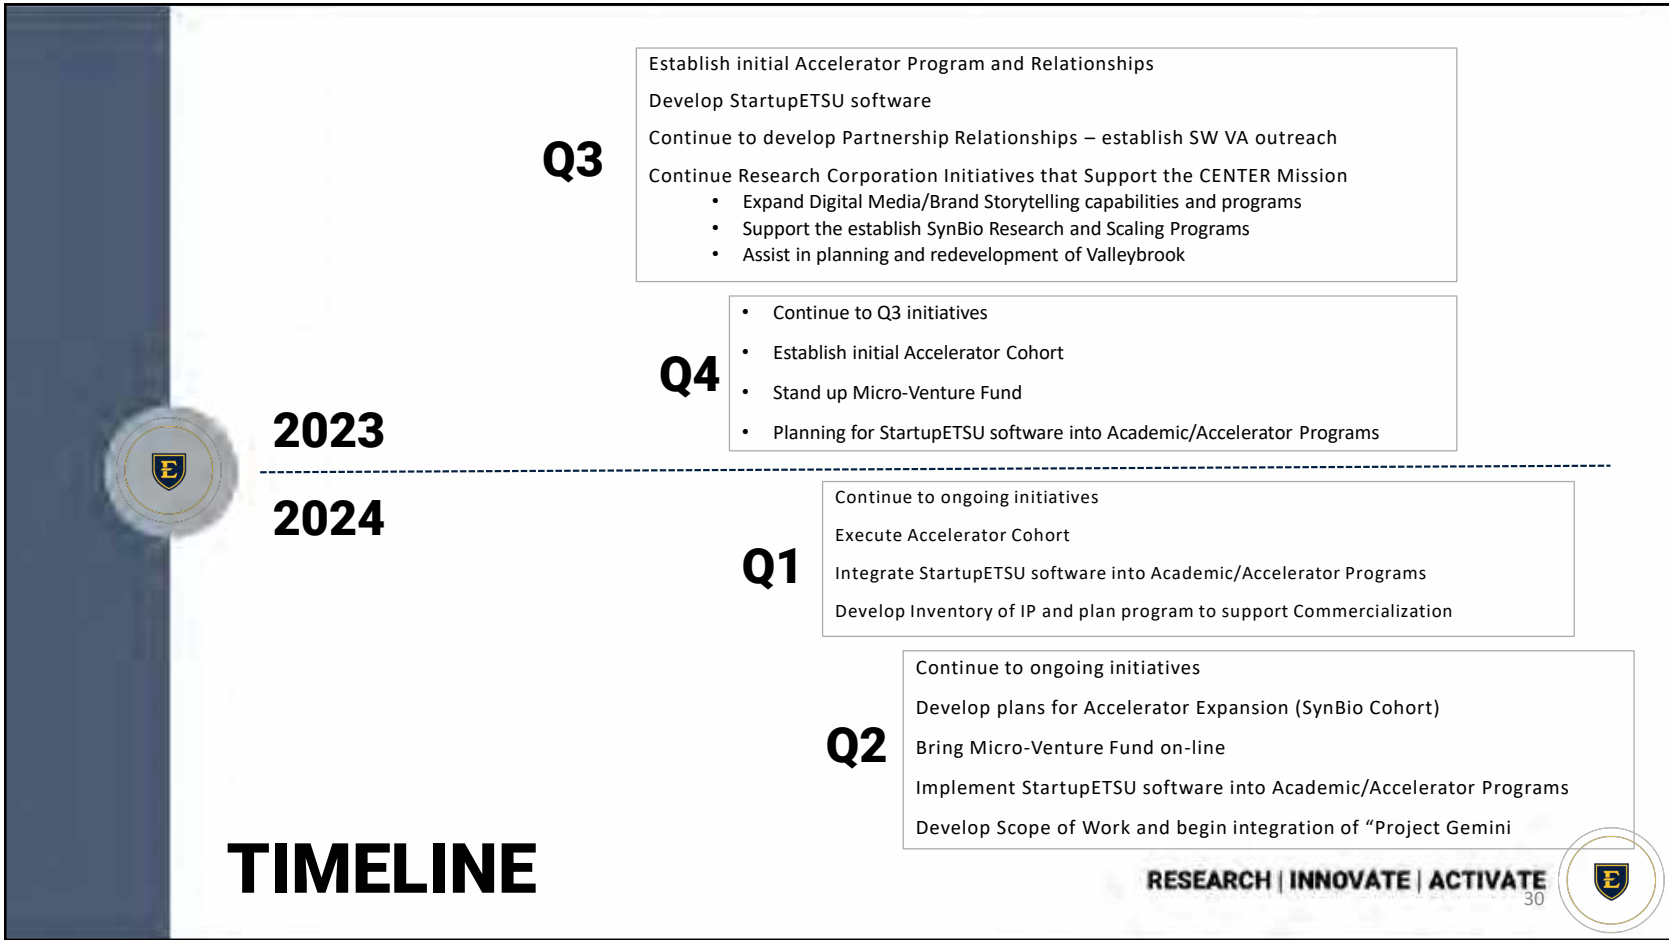 Q3
Establish initial Accelerator Program and Relationships
Develop StartupETSU software
Continue to develop Partnership Relationships – establish SW VA outreach
Continue Research Corporation Initiatives that Support the CENTER Mission
• Expand Digital Media/Brand Storytelling capabilities and programs
• Support the establish SynBio Research and Scaling Programs
• Assist in planning and redevelopment of Valleybrook
Q4
• Continue to Q3 initiatives
• Establish initial Accelerator Cohort
• Stand up Micro-Venture Fund
• Planning for StartupETSU software into Academic/Accelerator Programs
2023
E
2024
Q1
Continue to ongoing initiatives
Execute Accelerator Cohort
Integrate StartupETSU software into Academic/Accelerator Programs
Develop Inventory of IP and plan program to support Commercialization
Q2
Continue to ongoing initiatives
Develop plans for Accelerator Expansion (SynBio Cohort)
Bring Micro-Venture Fund on-line
Implement StartupETSU software into Academic/Accelerator Programs
Develop Scope of Work and begin integration of “Project Gemini
TIMELINE
RESEARCH | INNOVATE | ACTIVATE
30
E